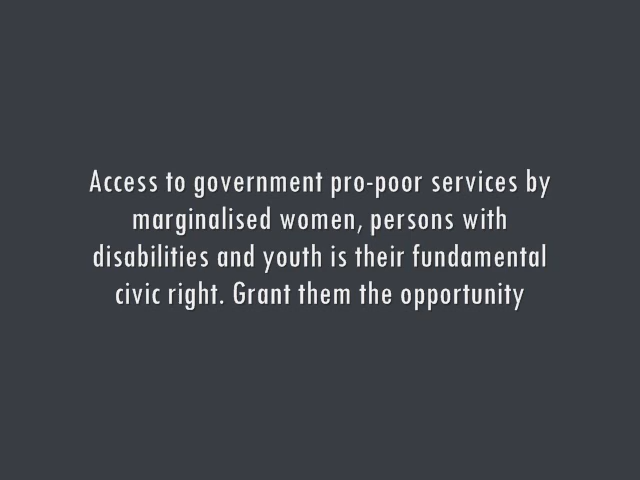 Access to government pro-poor services by
marginalised women, persons with
disabilities and youth is their fundamental
civic right. Grant them the opportunity